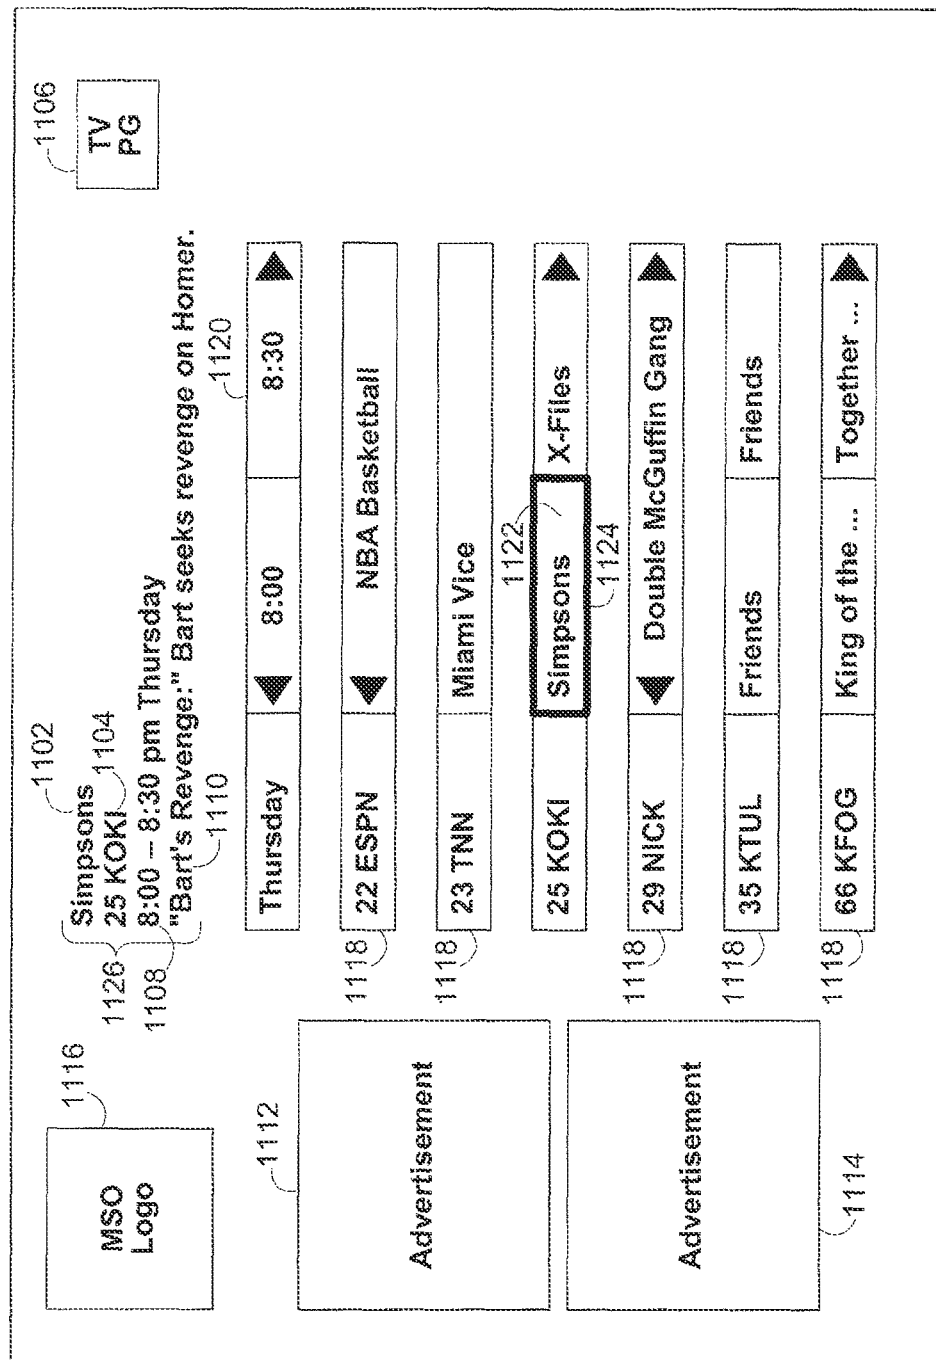 MSO
Logo
1116
1126
1108
Simpsons
25 KOKI
8:00 – 8:30 pm Thursday
"Bart's Revenge:" Bart seeks revenge on Homer.
1102
1104
1110
1106
TV
PG
1120
Thursday 8:00 8:30
1118 22 ESPN NBA Basketball
1118 23 TNN Miami Vice
1122
25 KOKI Simpsons X-Files
1124
1118 29 NICK Double McGuffin Gang
1118 35 KTUL Friends Friends
1118 66 KFOG King of the ... Together ...
1112
Advertisement
Advertisement
1114